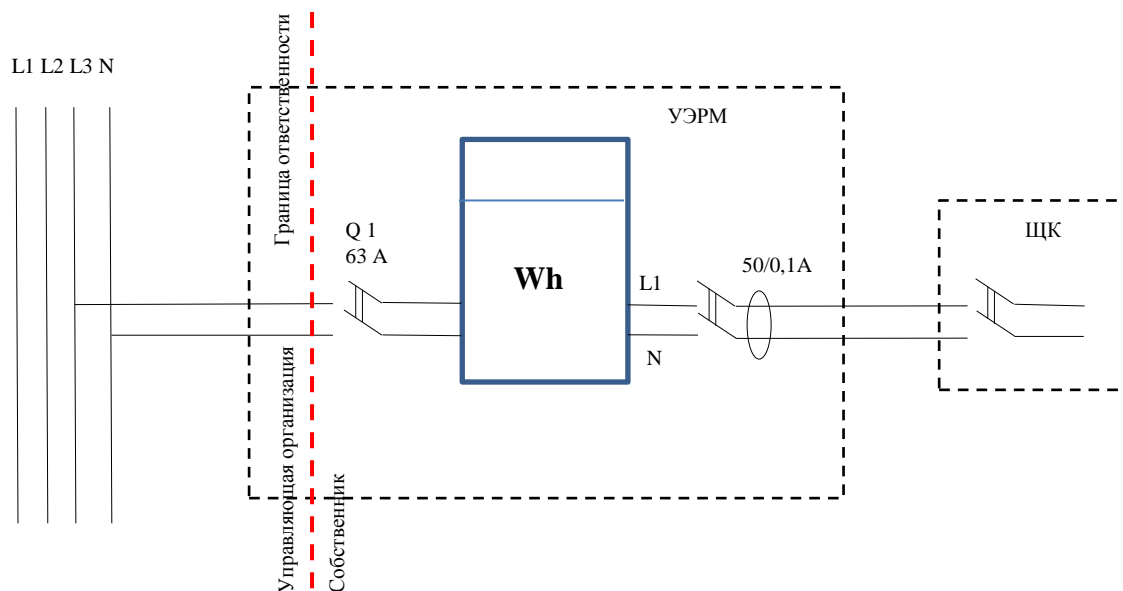 L1 L2 L3 N
Граница ответственности
УЭРМ
Q 1
63 А
Wh
L1
N
50/0,1А
ЩК
Управляющая организация
Собственник